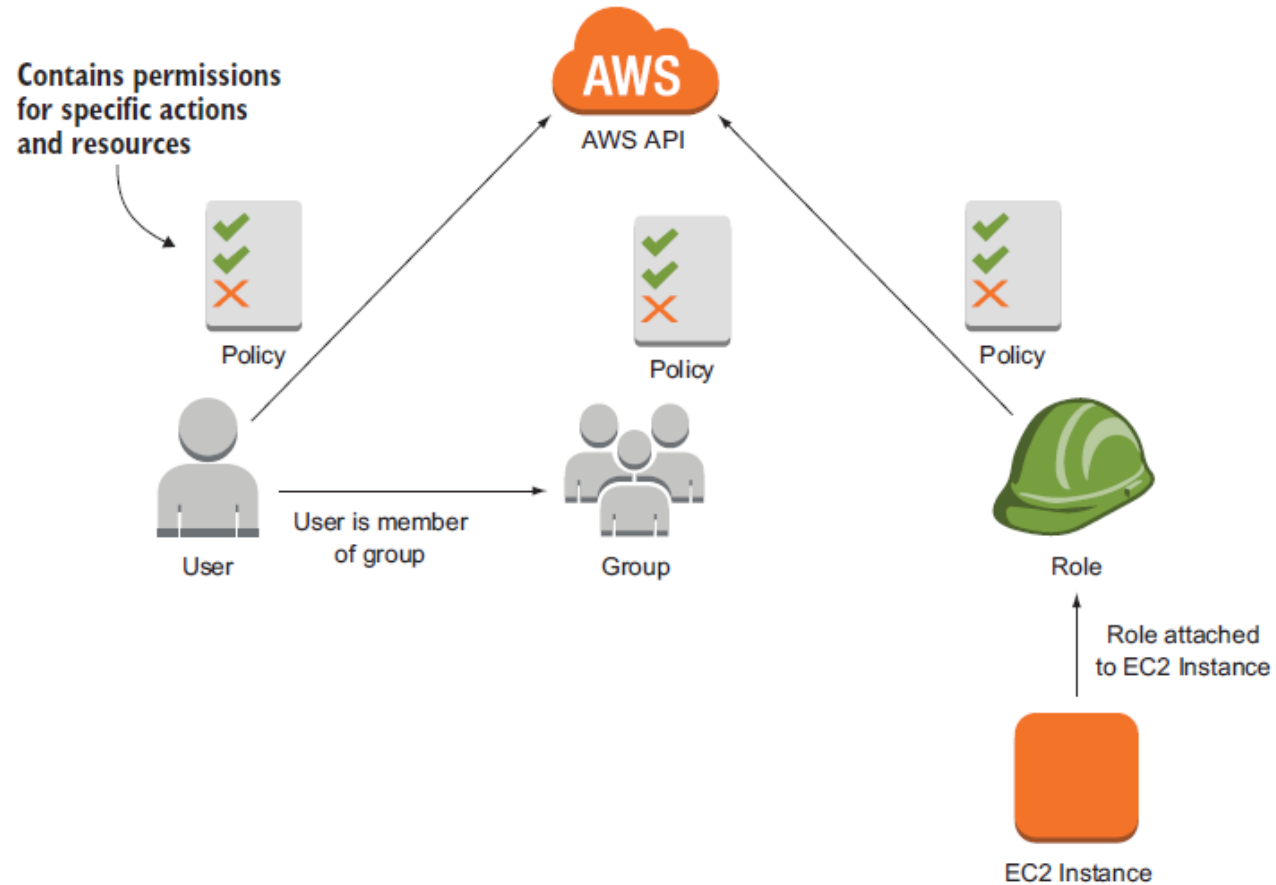 Contains permissions
for specific actions
and resources
AWS
AWS API
Policy
Policy
Policy
User is member
of group
User
Group
Role
Role attached
to EC2 Instance
EC2 Instance